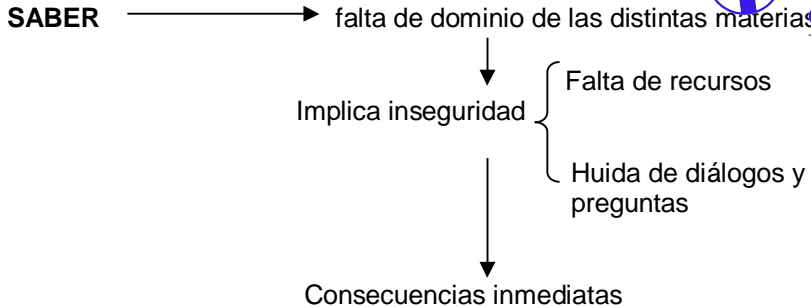 SABER falta de dominio de las distintas materias
Falta de recursos
Implica inseguridad
Huida de diálogos y
preguntas
Consecuencias inmediatas